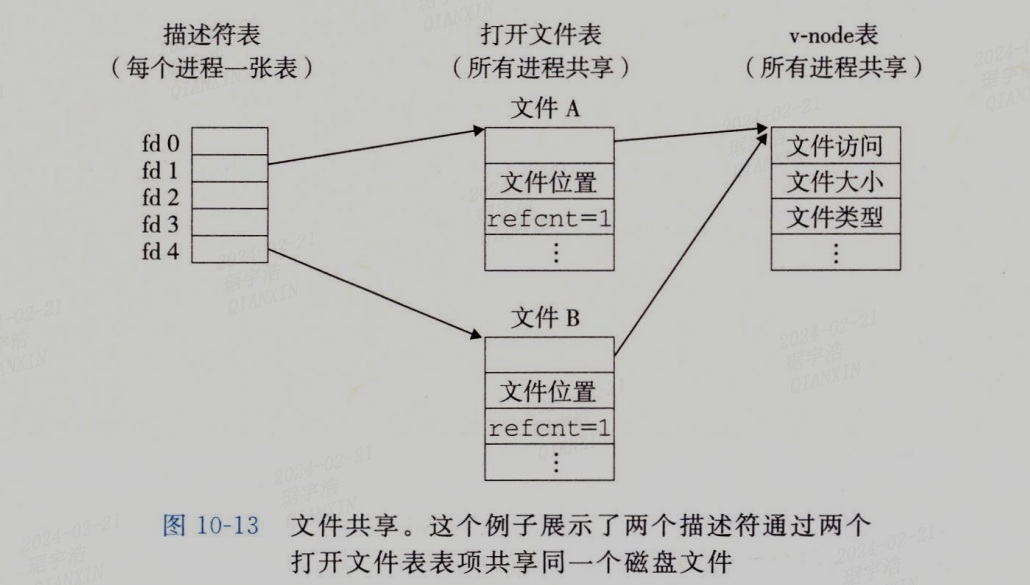 描述符表
(每个进程一张表)
打开文件表
(所有进程共享)
v-node表
(所有进程共享)
文件 A
fd 0
fd 1
fd 2
fd 3
fd 4
文件位置
refcnt=1
⋮
文件访问
文件大小
文件类型
⋮
文件 B
文件位置
refcnt=1
⋮
图 10-13 文件共享。这个例子展示了两个描述符通过两个
打开文件表表项共享同一个磁盘文件
2024-02-21
琚宇浩
QIANXIN